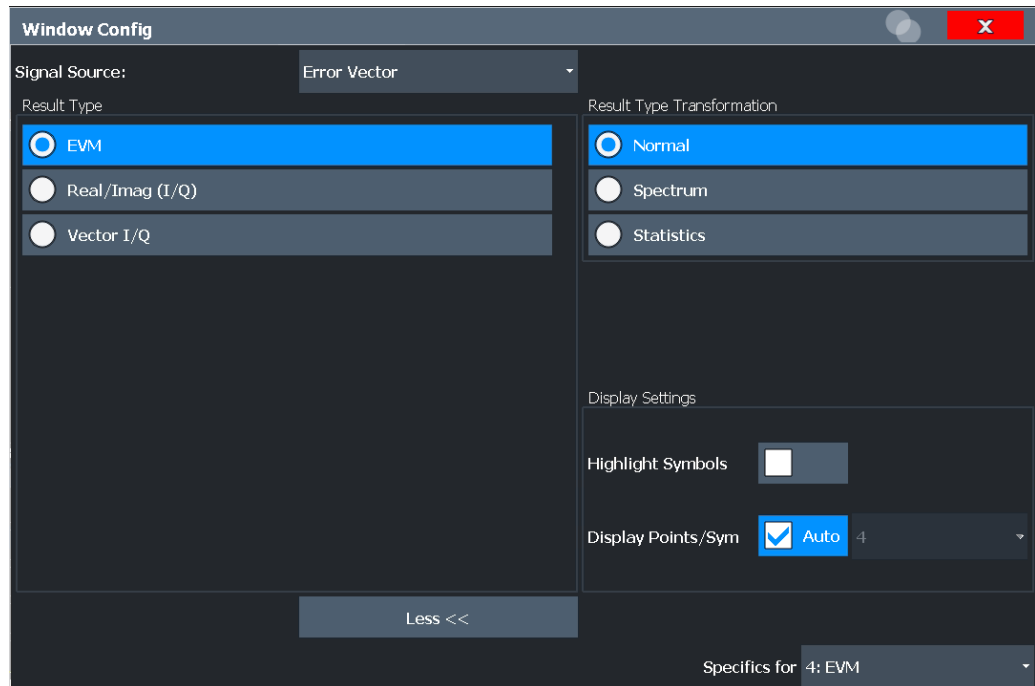 Window Config
X
Signal Source:
Error Vector
Result Type
EVM
Real/Imag (I/Q)
Vector I/Q
Result Type Transformation
Normal
Spectrum
Statistics
Display Settings
Highlight Symbols
Display Points/Sym
Auto
4
Less <<
Specifics for 4: EVM